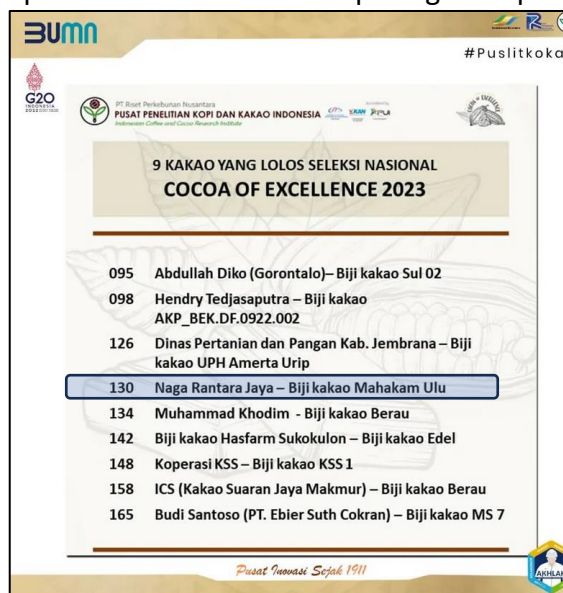 BUMN
#Puslitkoka
G20
INDONESIA
PT. Riset Perkebunan Nusantara
PUSAT PENELITIAN KOPI DAN KAKAO INDONESIA
Indonesian Coffee and Cocoa Research Institute
KAN
9 KAKAO YANG LOLOS SELEKSI NASIONAL
COCOA OF EXCELLENCE 2023
095 Abdullah Diko (Gorontalo)– Biji kakao Sul 02
098 Hendry Tedjasaputra – Biji kakao
AKP_BEK.DF.0922.002
126 Dinas Pertanian dan Pangan Kab. Jembrana – Biji
kakao UPH Amerta Urip
130 Naga Rantara Jaya – Biji kakao Mahakam Ulu
134 Muhammad Khodim - Biji kakao Berau
142 Biji kakao Hasfarm Sukokulon – Biji kakao Edel
148 Koperasi KSS – Biji kakao KSS 1
158 ICS (Kakao Suaran Jaya Makmur) – Biji kakao Berau
165 Budi Santoso (PT. Ebier Suth Cokran) – Biji kakao MS 7
Pusat Inovasi Sejak 1911
AKHLAK